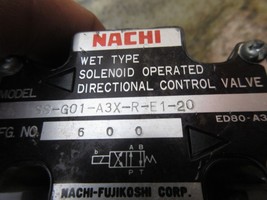 NACHI
WET TYPE
SOLENOID OPERATED
DIRECTIONAL CONTROL VALVE
MODEL
SS-G01-A3X-R-E1-20
ED80-A3
MFG. NO. 600
b A B
P T
NACHI-FUJIKOSHI CORP.